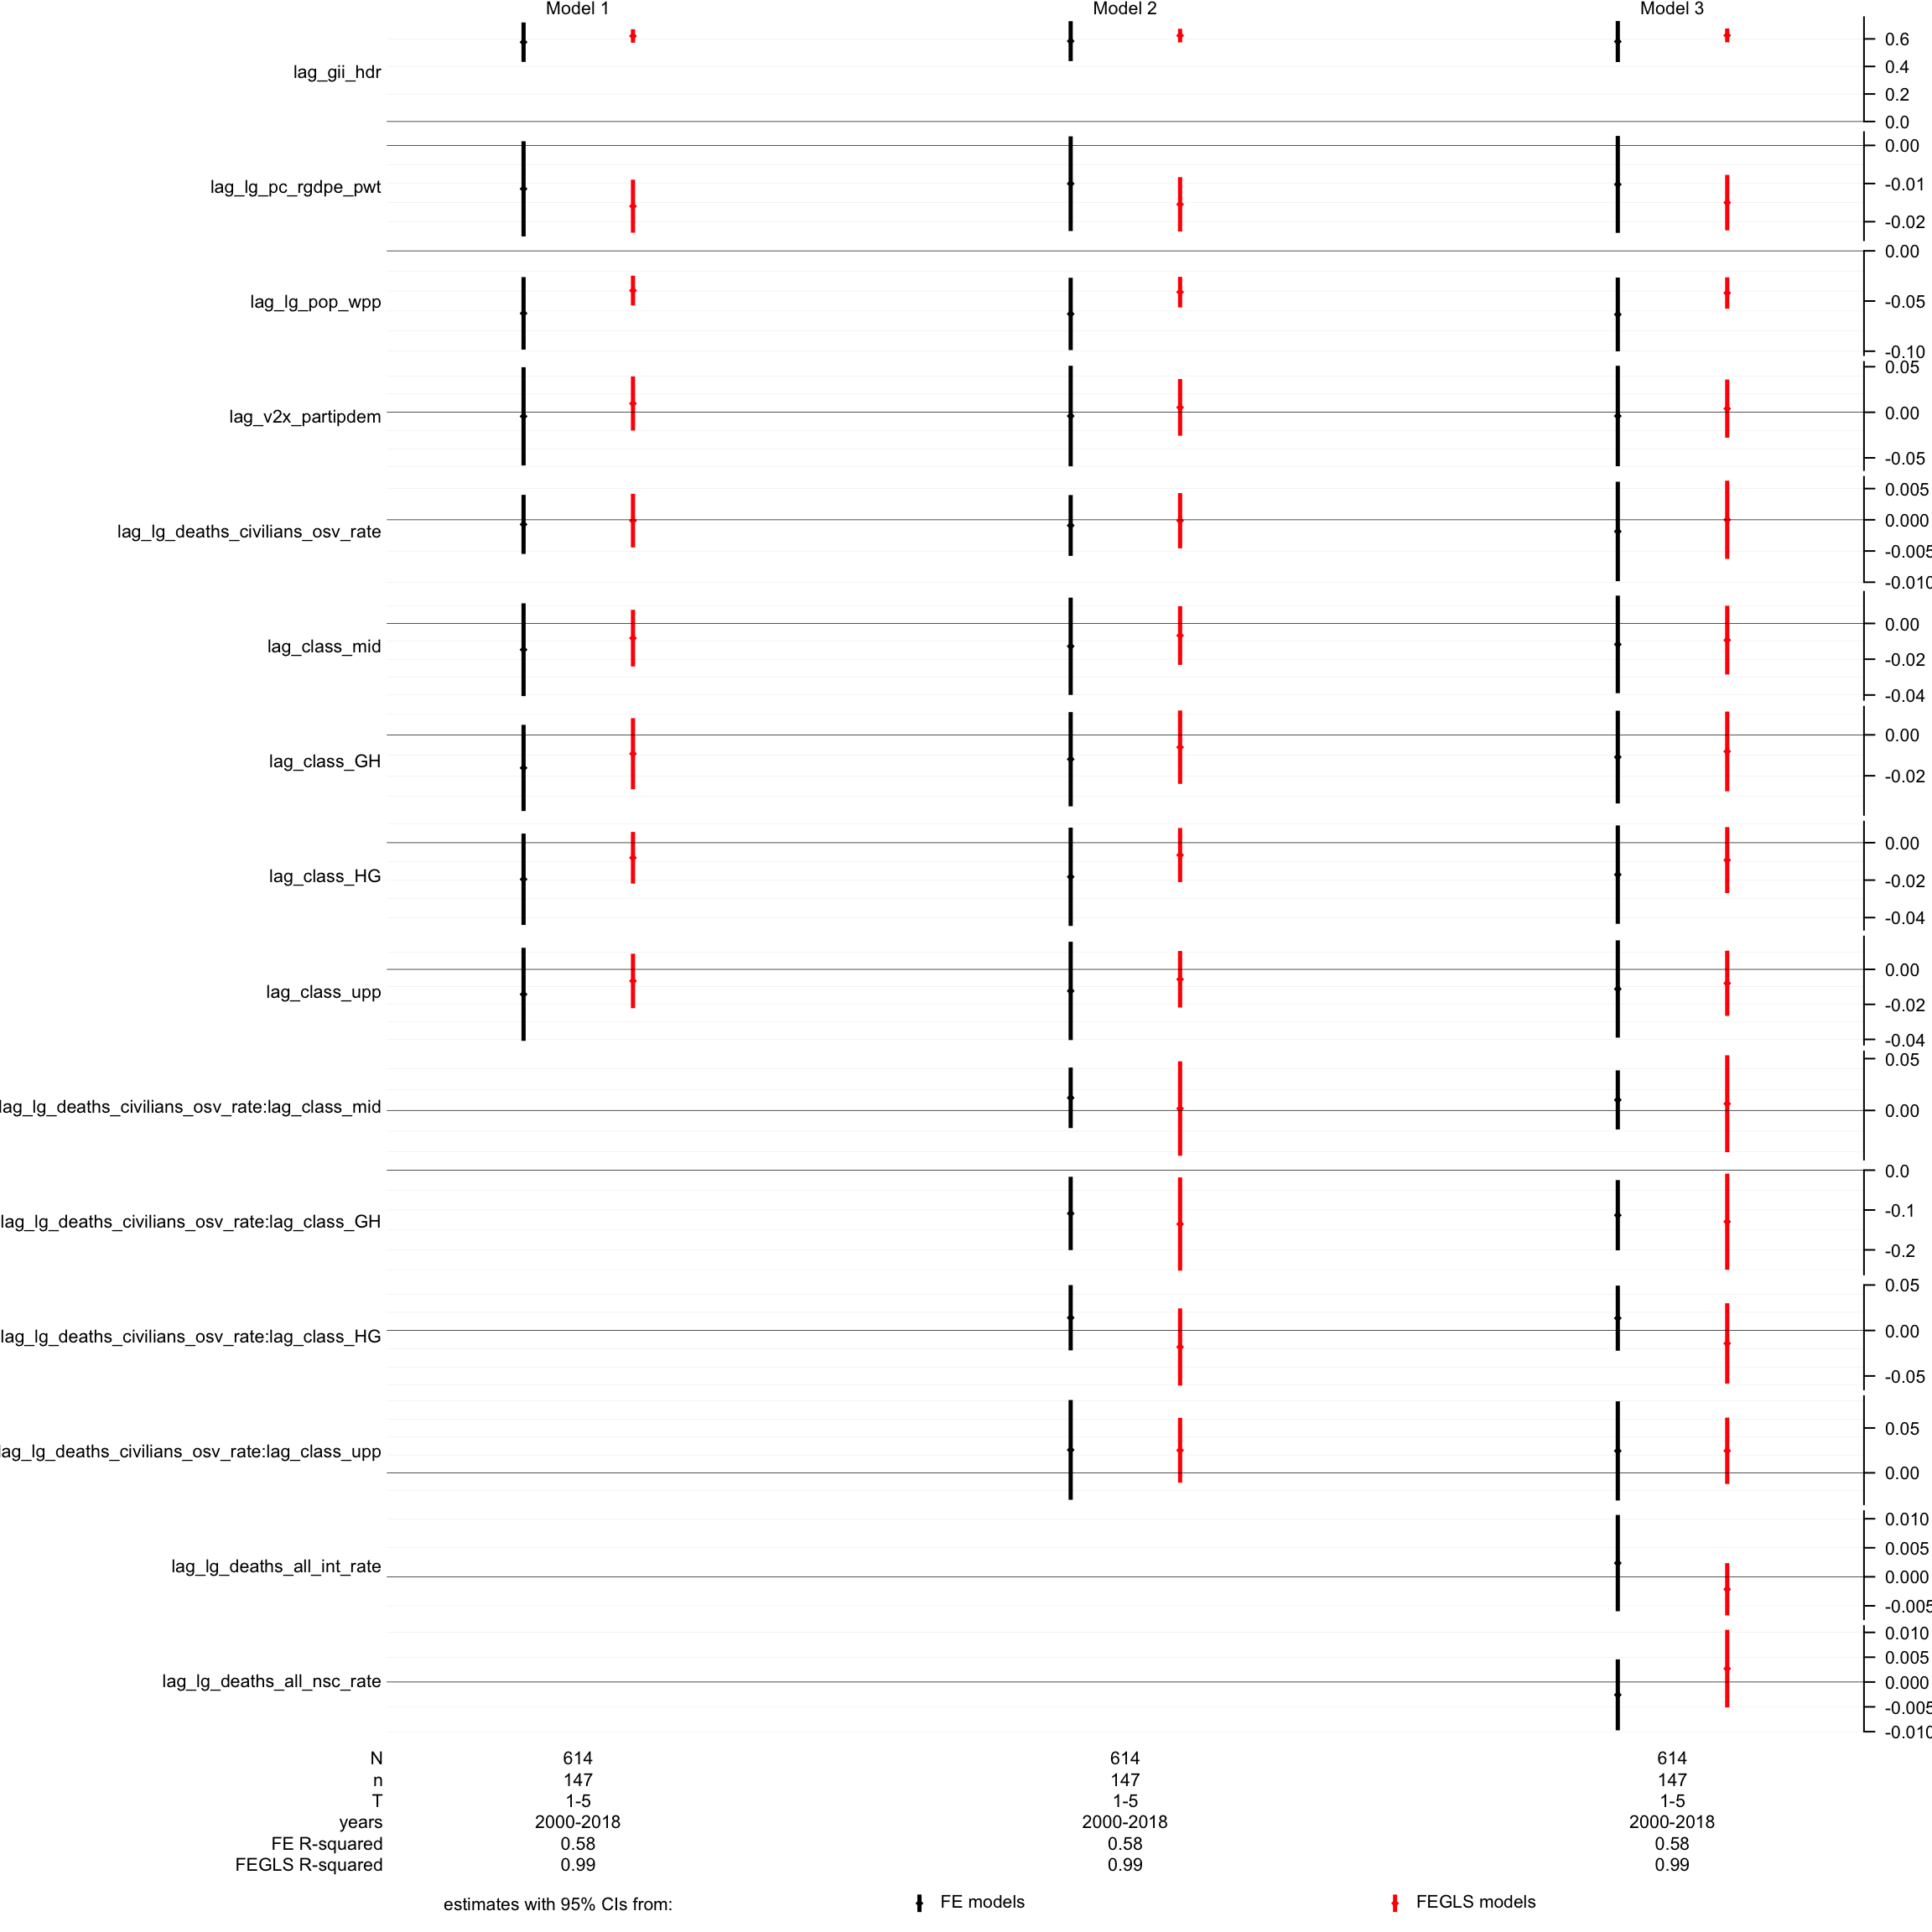 Model 1 Model 2 Model 3
lag_gii_hdr
0.6
0.4
0.2
0.0
lag_lg_pc_rgdpe_pwt
0.00
-0.01
-0.02
lag_lg_pop_wpp
0.00
-0.05
-0.10
lag_v2x_partipdem
0.05
0.00
-0.05
lag_lg_deaths_civilians_osv_rate
0.005
0.000
-0.005
-0.010
lag_class_mid
0.00
-0.02
-0.04
lag_class_GH
0.00
-0.02
lag_class_HG
0.00
-0.02
-0.04
lag_class_upp
0.00
-0.02
-0.04
lag_lg_deaths_civilians_osv_rate:lag_class_mid
0.05
0.00
lag_lg_deaths_civilians_osv_rate:lag_class_GH
0.0
-0.1
-0.2
lag_lg_deaths_civilians_osv_rate:lag_class_HG
0.05
0.00
-0.05
lag_lg_deaths_civilians_osv_rate:lag_class_upp
0.05
0.00
lag_lg_deaths_all_int_rate
0.010
0.005
0.000
-0.005
lag_lg_deaths_all_nsc_rate
0.010
0.005
0.000
-0.005
-0.010
N 614 614 614
n 147 147 147
T 1-5 1-5 1-5
years 2000-2018 2000-2018 2000-2018
FE R-squared 0.58 0.58 0.58
FEGLS R-squared 0.99 0.99 0.99
estimates with 95% CIs from: FE models FEGLS models